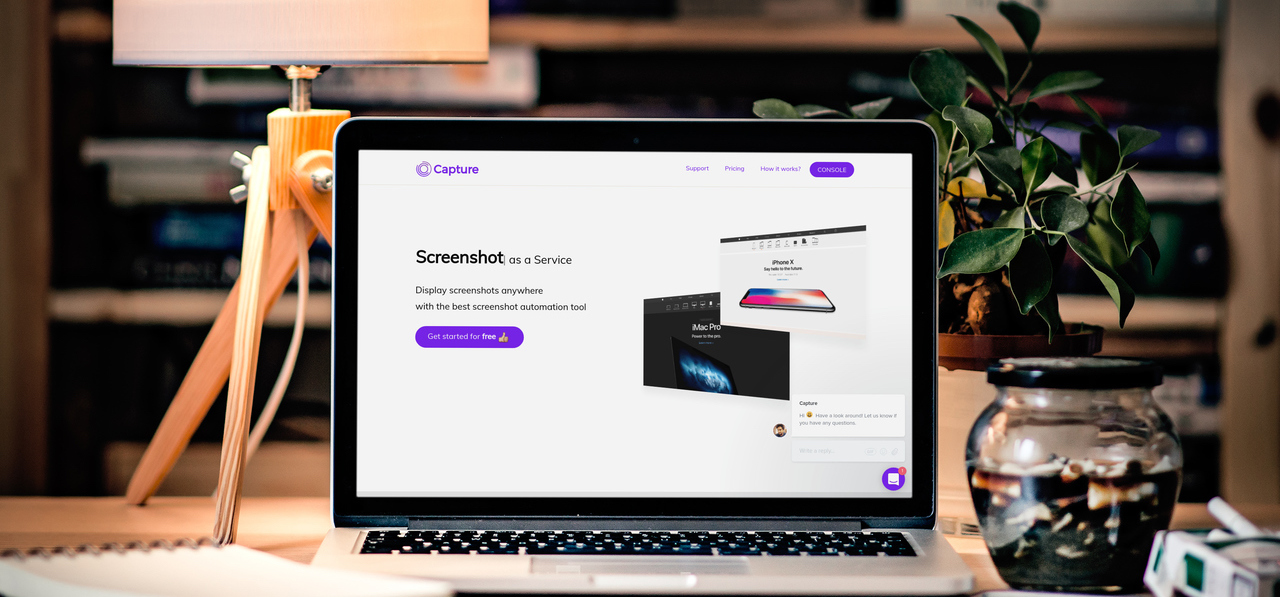 Capture
Support Pricing How it works? CONSOLE
Screenshot as a Service
Display screenshots anywhere
with the best screenshot automation tool
Get started for free 👍
iPhone X
Say hello to the future.
iMac Pro
Power to the pro.
Capture
Hi 😀 Have a look around! Let us know if
you have any questions.
Write a reply...